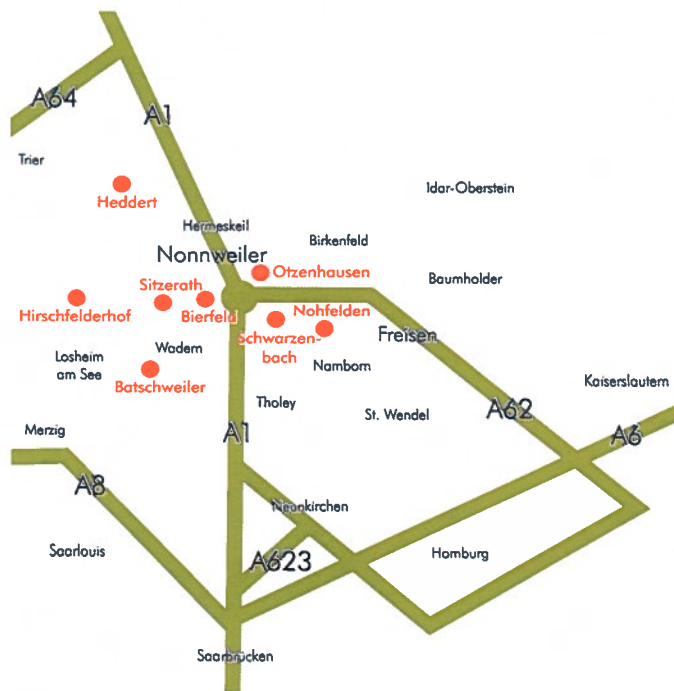 A64
A1
Trier
Heddert
Idar-Oberstein
Hermeskeil
Birkenfeld
Nonnweiler
Otzenhausen
Baumholder
Sitzerath
Hirschfelderhof
Bierfeld
Nohfelden
Schwarzen-
bach
Freisen
Losheim
am See
Wadern
Namborn
Batschweiler
Kaiserslautern
Tholey
St. Wendel
A62
Merzig
A1
A6
A8
Neunkirchen
Saarlouis
A623
Homburg
Saarbrücken